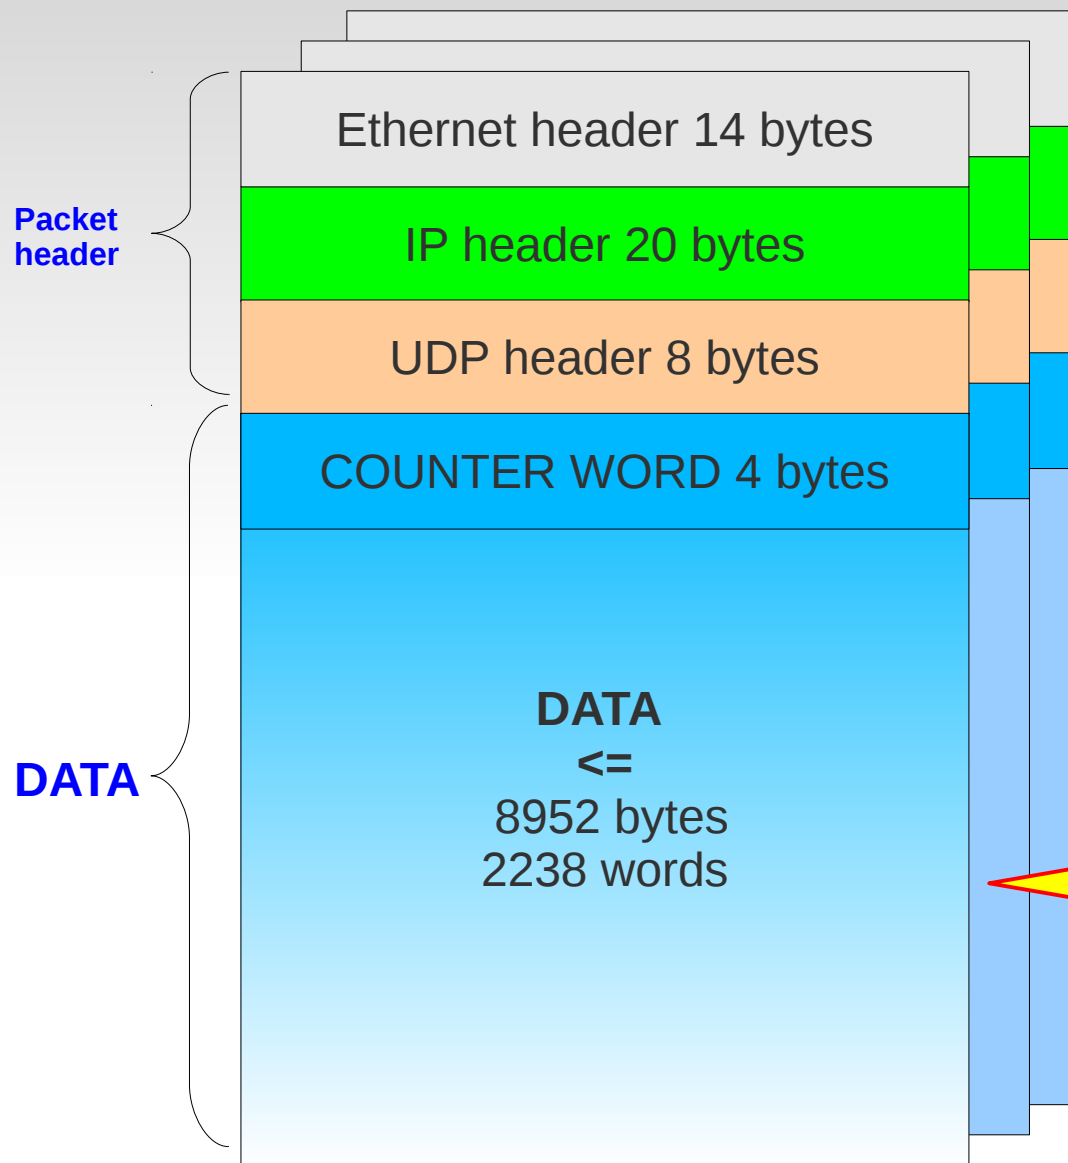 Ethernet header 14 bytes
Packet
header
IP header 20 bytes
UDP header 8 bytes
COUNTER WORD 4 bytes
DATA
DATA
<=
8952 bytes
2238 words